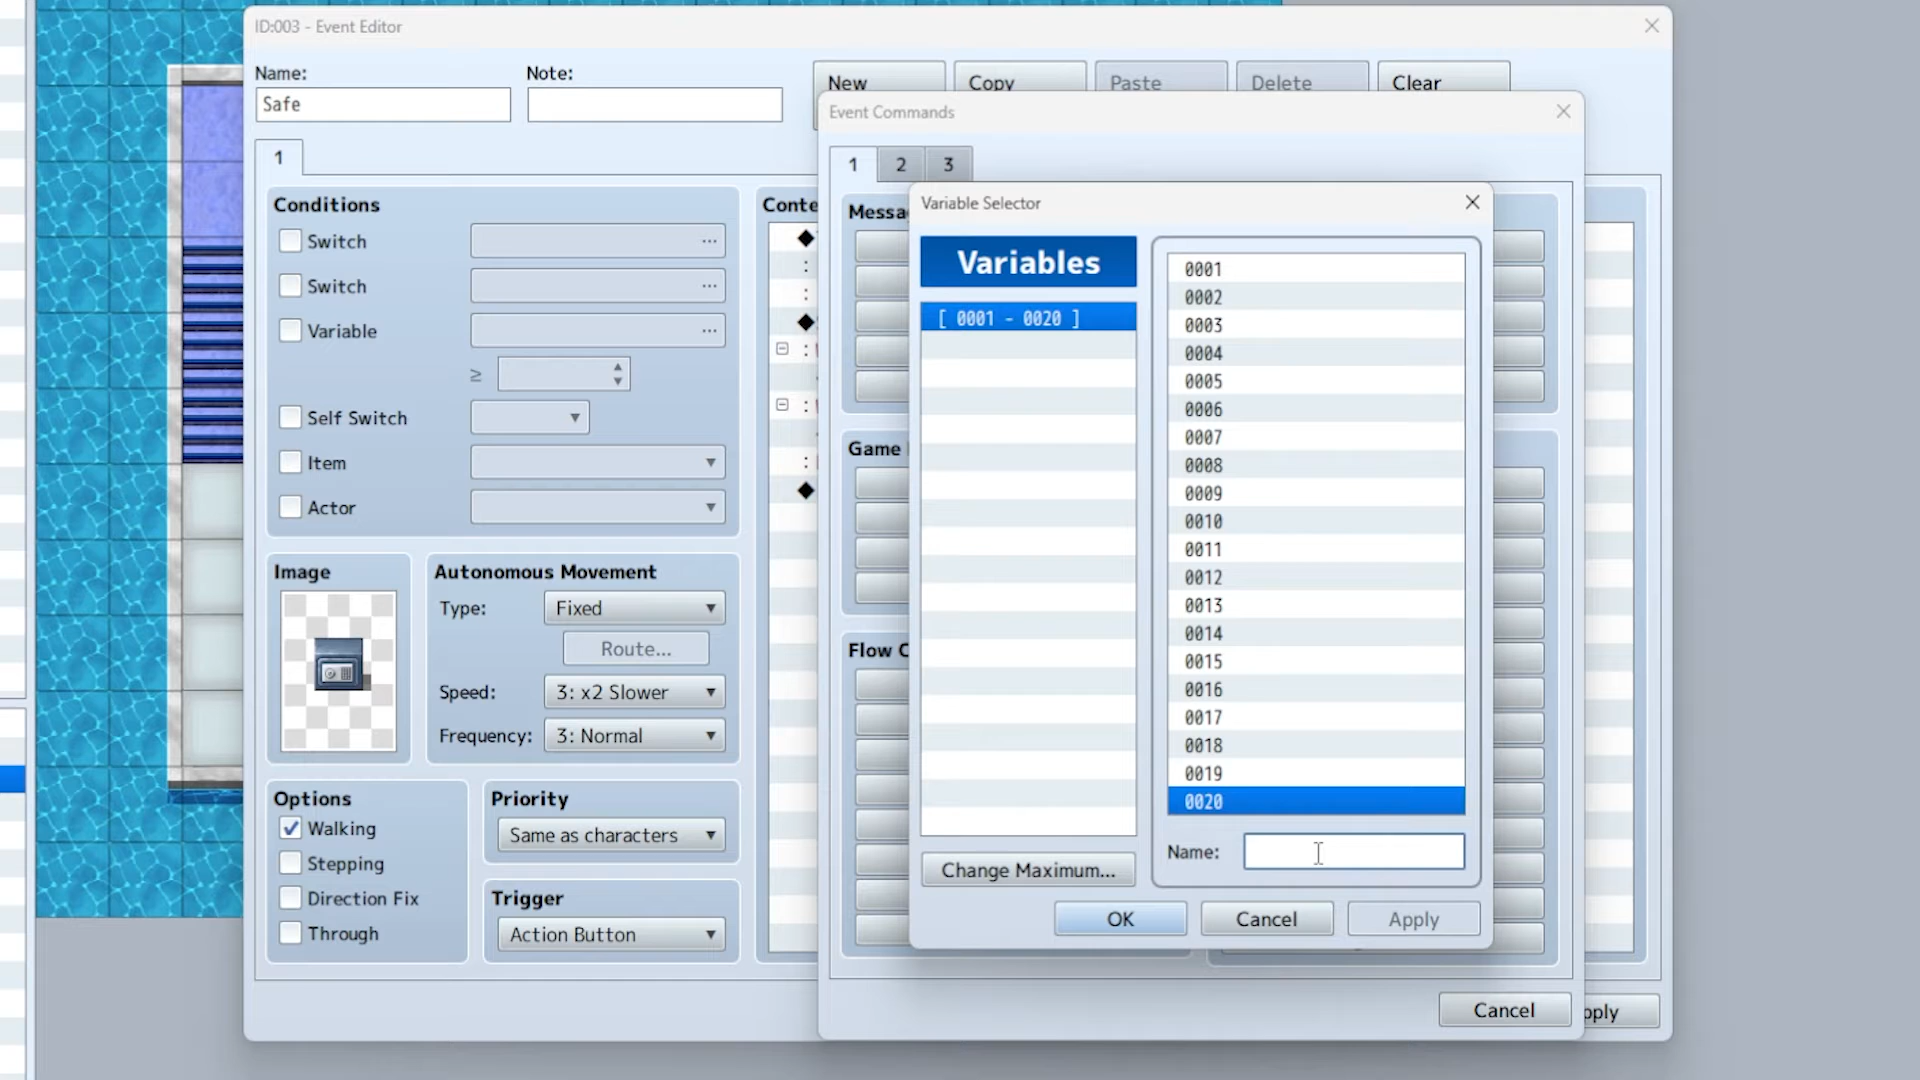 ID:003 - Event Editor
Name:
Note:
Safe
New
Copy
Paste
Delete
Clear
Event Commands
1
1
2
3
Conditions
Switch
...
Switch
...
Variable
...
≥
Self Switch
Item
Actor
Image
Autonomous Movement
Type:
Fixed
Route...
Speed:
3: x2 Slower
Frequency:
3: Normal
Options
Walking
Stepping
Direction Fix
Through
Priority
Same as characters
Trigger
Action Button
Conte
Messa
Game
Flow C
Variable Selector
Variables
[ 0001 - 0020 ]
0001
0002
0003
0004
0005
0006
0007
0008
0009
0010
0011
0012
0013
0014
0015
0016
0017
0018
0019
0020
Name:
Change Maximum...
OK
Cancel
Apply
Cancel
pply